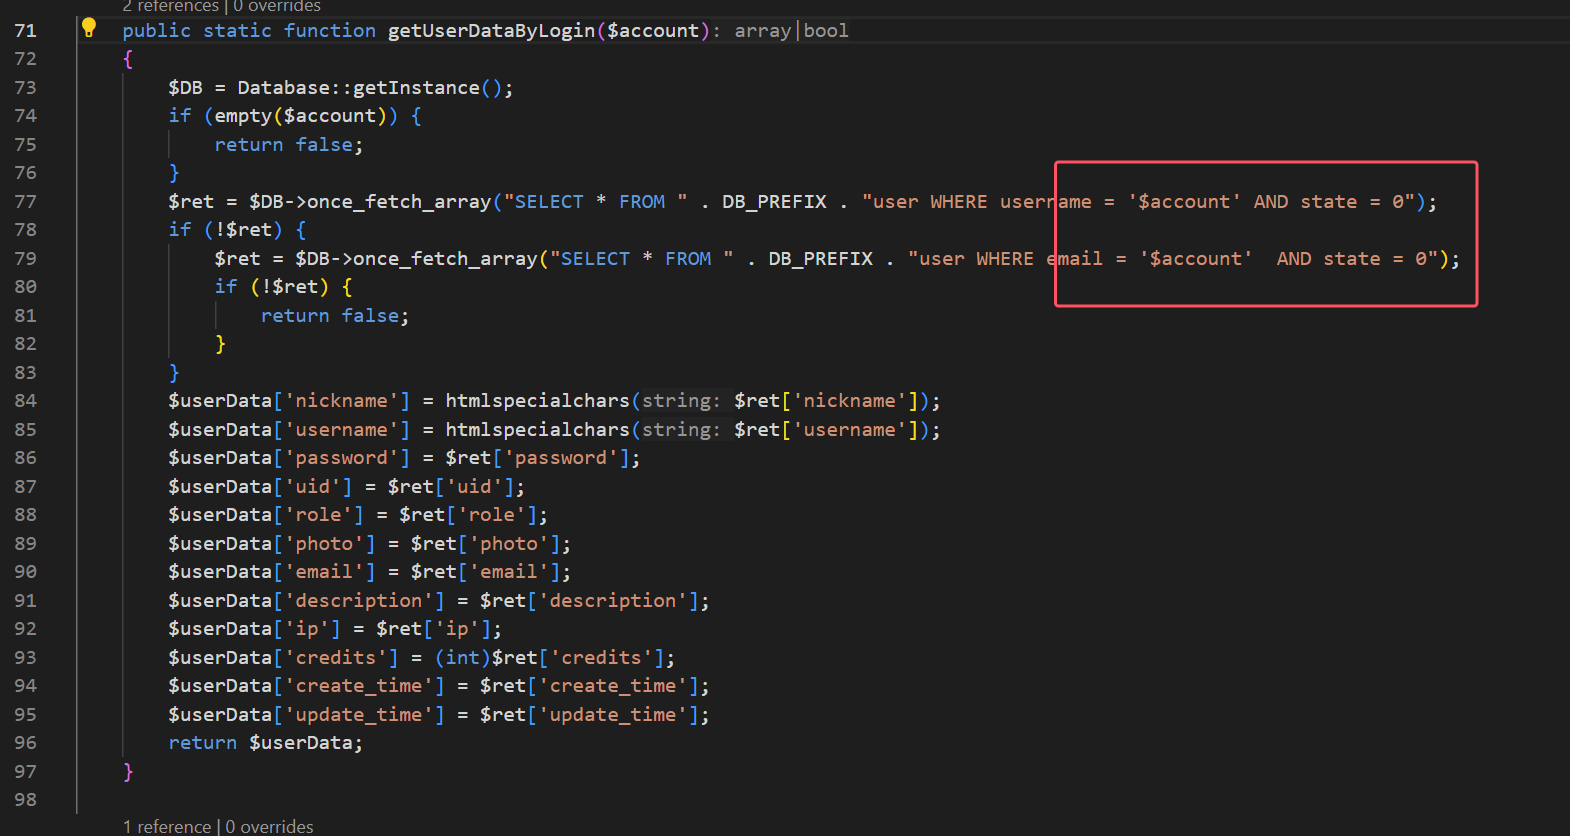 2 references | 0 overrides
71 public static function getUserDataByLogin($account): array|bool
72 {
73 $DB = Database::getInstance();
74 if (empty($account)) {
75 return false;
76 }
77 $ret = $DB->once_fetch_array("SELECT * FROM " . DB_PREFIX . "user WHERE username = '$account' AND state = 0");
78 if (!$ret) {
79 $ret = $DB->once_fetch_array("SELECT * FROM " . DB_PREFIX . "user WHERE email = '$account'  AND state = 0");
80 if (!$ret) {
81 return false;
82 }
83 }
84 $userData['nickname'] = htmlspecialchars(string: $ret['nickname']);
85 $userData['username'] = htmlspecialchars(string: $ret['username']);
86 $userData['password'] = $ret['password'];
87 $userData['uid'] = $ret['uid'];
88 $userData['role'] = $ret['role'];
89 $userData['photo'] = $ret['photo'];
90 $userData['email'] = $ret['email'];
91 $userData['description'] = $ret['description'];
92 $userData['ip'] = $ret['ip'];
93 $userData['credits'] = (int)$ret['credits'];
94 $userData['create_time'] = $ret['create_time'];
95 $userData['update_time'] = $ret['update_time'];
96 return $userData;
97 }
98
1 reference | 0 overrides